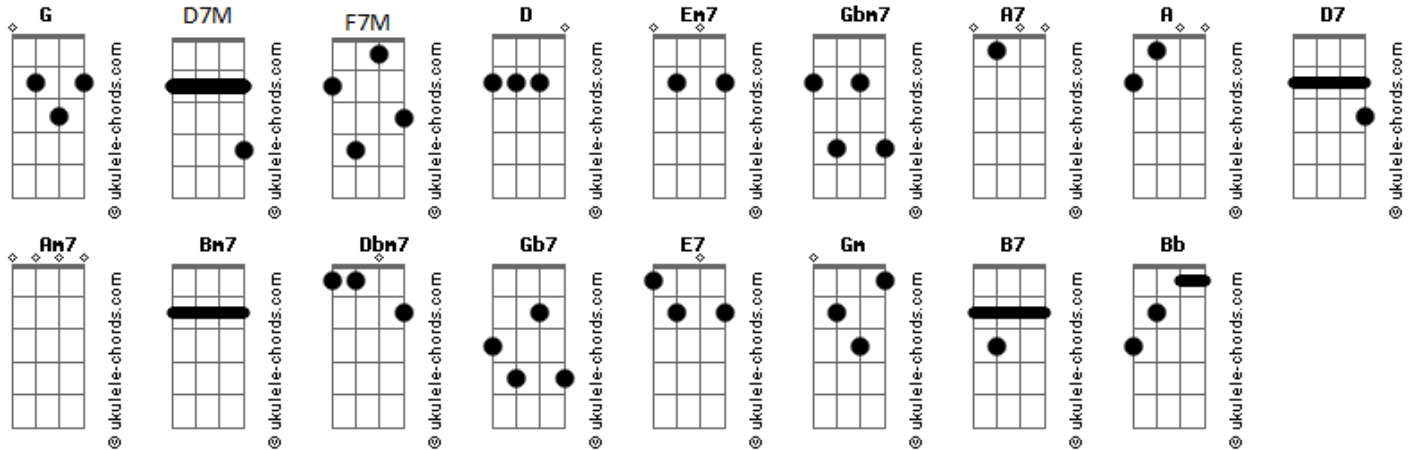 G D7M F7M D Em7 Gbm7 A7 A D7
© ukulele-chords.com © ukulele-chords.com © ukulele-chords.com © ukulele-chords.com © ukulele-chords.com © ukulele-chords.com © ukulele-chords.com © ukulele-chords.com © ukulele-chords.com
Am7 Bm7 Dbm7 Gb7 E7 Gm B7 Bb
© ukulele-chords.com © ukulele-chords.com © ukulele-chords.com © ukulele-chords.com © ukulele-chords.com © ukulele-chords.com © ukulele-chords.com © ukulele-chords.com